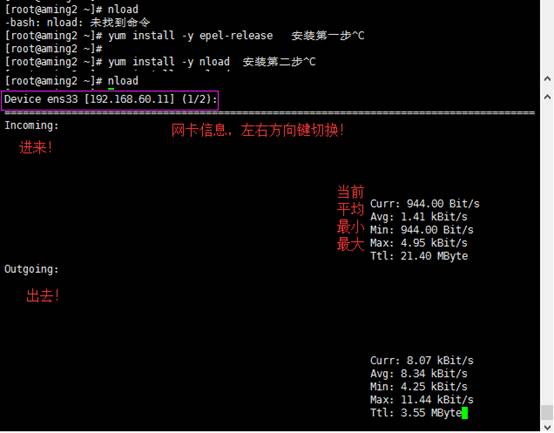 [root@aming2 ~]# nload
-bash: nload: 未找到命令
[root@aming2 ~]# yum install -y epel-release 安装第一步^C
[root@aming2 ~]#
[root@aming2 ~]# yum install -y nload 安装第二步^C
[root@aming2 ~]# nload
Device ens33 [192.168.60.11] (1/2):
Incoming:
网卡信息，左右方向键切换！
进来！
当前 Curr: 944.00 Bit/s
平均 Avg: 1.41 kBit/s
最小 Min: 944.00 Bit/s
最大 Max: 4.95 kBit/s
Ttl: 21.40 MByte
Outgoing:
出去！
Curr: 8.07 kBit/s
Avg: 8.34 kBit/s
Min: 4.25 kBit/s
Max: 11.44 kBit/s
Ttl: 3.55 MByte